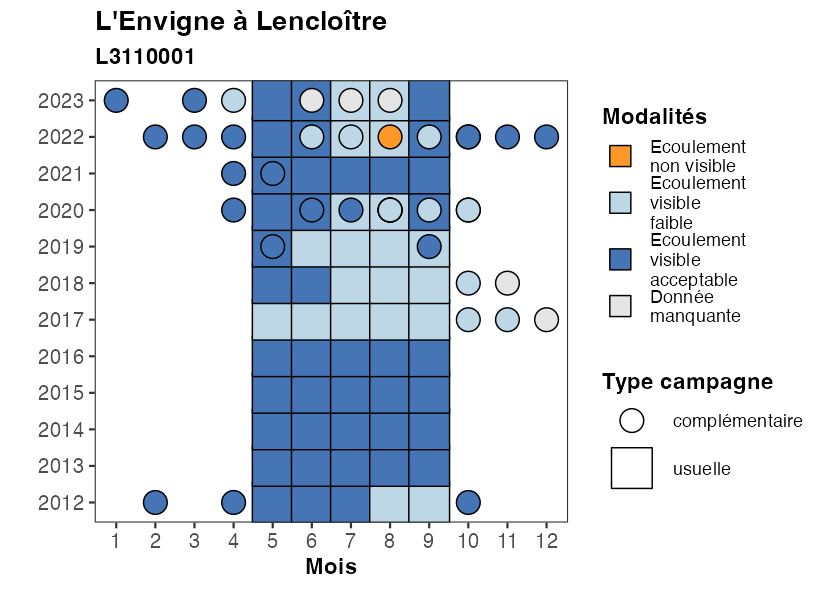 L'Envigne à Lencloître
L3110001
2023
2022
2021
2020
2019
2018
2017
2016
2015
2014
2013
2012
1 2 3 4 5 6 7 8 9 10 11 12
Mois
Modalités
Ecoulement
non visible
Ecoulement
visible
faible
Ecoulement
visible
acceptable
Donnée
manquante
Type campagne
complémentaire
usuelle